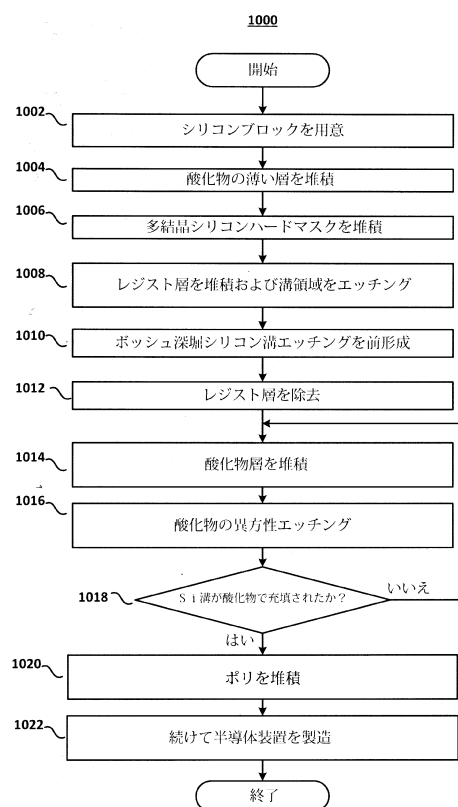 1000
開始
1002
シリコンブロックを用意
1004
酸化物の薄い層を堆積
1006
多結晶シリコンハードマスクを堆積
1008
レジスト層を堆積および溝領域をエッチング
1010
ボッシュ深堀シリコン溝エッチングを前形成
1012
レジスト層を除去
1014
酸化物層を堆積
1016
酸化物の異方性エッチング
1018
Ｓｉ溝が酸化物で充填されたか？
いいえ
はい
1020
ポリを堆積
1022
続けて半導体装置を製造
終了